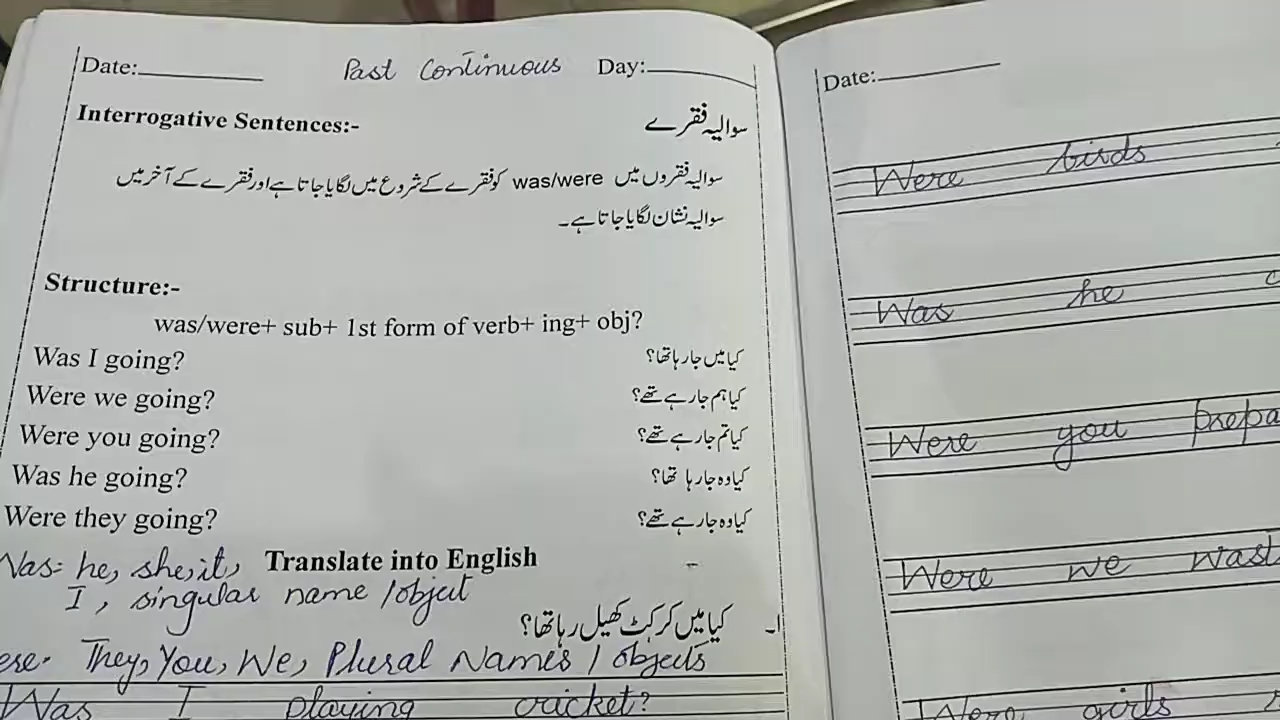 Date: Past Continuous Day:
Interrogative Sentences:-
سوالیہ فقرے
سوالیہ فقروں میں was/were کو فقرے کے شروع میں لگایا جاتا ہے اور فقرے کے آخر میں
سوالیہ نشان لگایا جاتا ہے۔
Structure:-
was/were+ sub+ 1st form of verb+ ing+ obj?
Was I going? کیا میں جا رہا تھا؟
Were we going? کیا ہم جا رہے تھے؟
Were you going? کیا تم جا رہے تھے؟
Was he going? کیا وہ جا رہا تھا؟
Were they going? کیا وہ جا رہے تھے؟
Was: he, she, it,
Translate into English
I, singular name /object
۱۔ کیا میں کرکٹ کھیل رہا تھا؟
ere- They, You, We, Plural Names / objects
Was I playing cricket?
Date:
Were birds
Was he
Were you prepa
Were we wast
Were girls